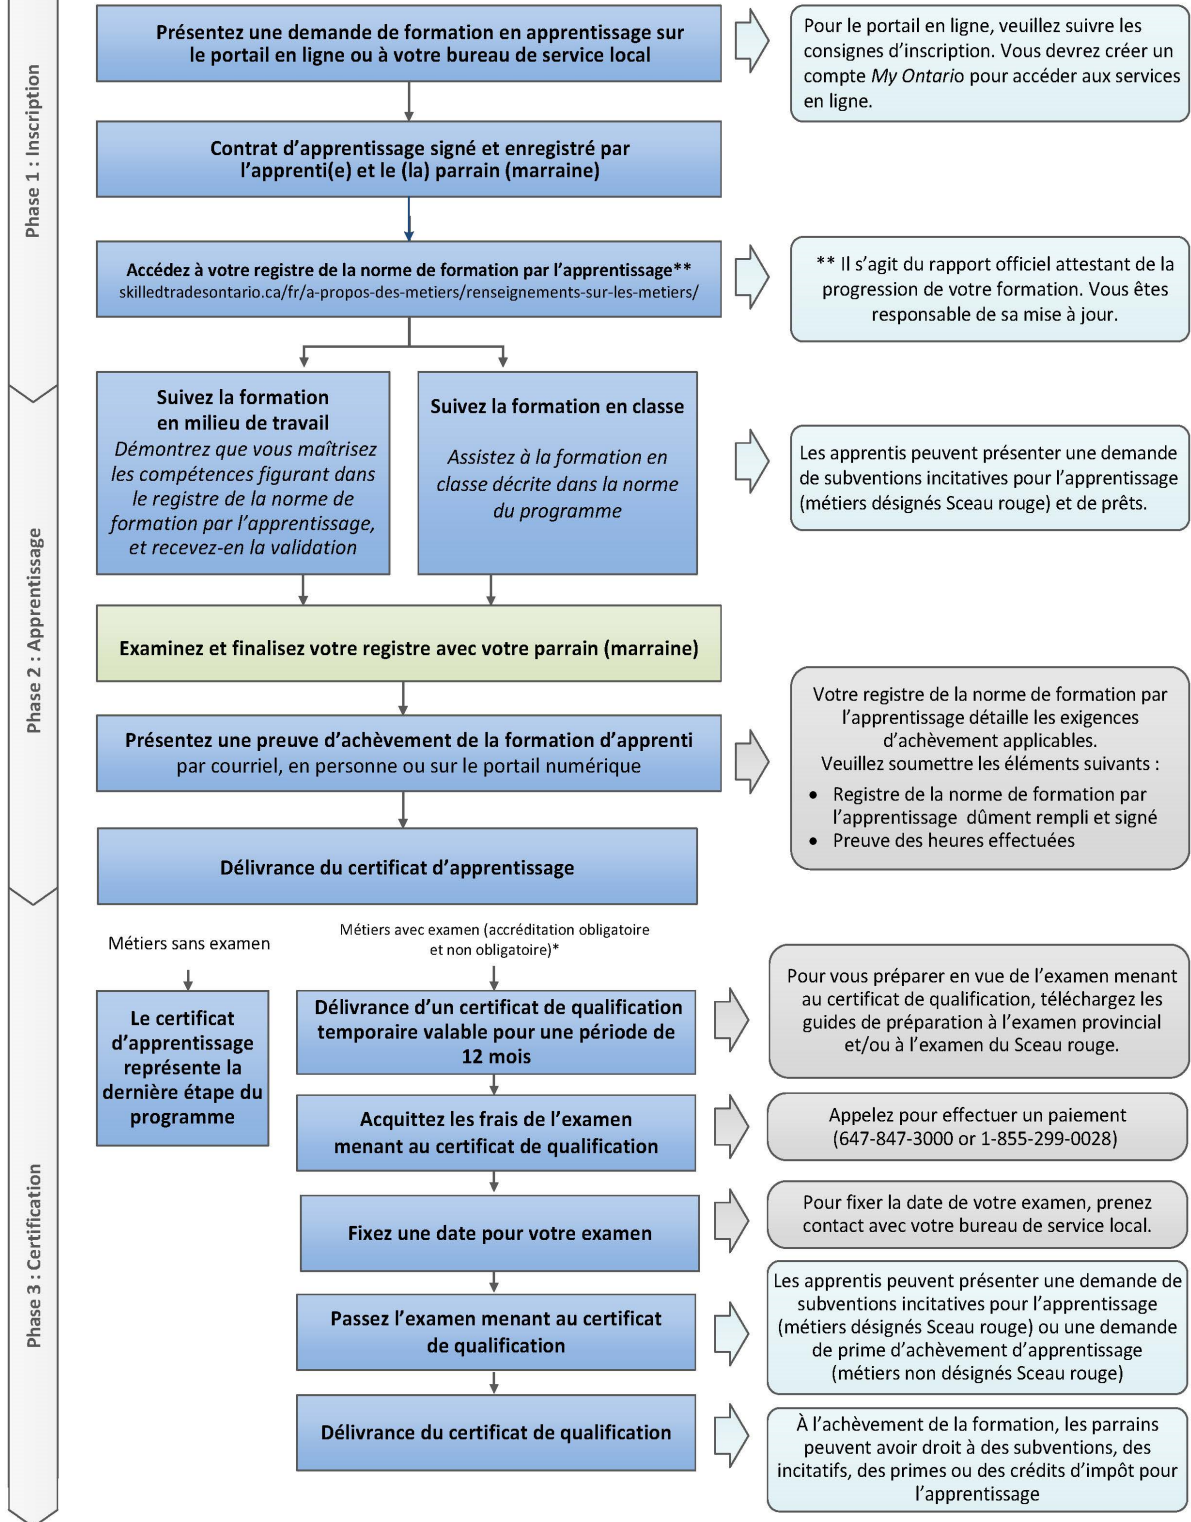 Phase 1 : Inscription
Présentez une demande de formation en apprentissage sur
le portail en ligne ou à votre bureau de service local
Pour le portail en ligne, veuillez suivre les
consignes d’inscription. Vous devrez créer un
compte My Ontario pour accéder aux services
en ligne.
Contrat d’apprentissage signé et enregistré par
l’apprenti(e) et le (la) parrain (marraine)
Accédez à votre registre de la norme de formation par l’apprentissage**
skilledtradesontario.ca/fr/a-propos-des-metiers/renseignements-sur-les-metiers/
** Il s’agit du rapport officiel attestant de la
progression de votre formation. Vous êtes
responsable de sa mise à jour.
Phase 2 : Apprentissage
Suivez la formation
en milieu de travail
Démontrez que vous maîtrisez
les compétences figurant dans
le registre de la norme de
formation par l’apprentissage,
et recevez-en la validation
Suivez la formation en classe
Assistez à la formation en
classe décrite dans la norme
du programme
Les apprentis peuvent présenter une demande
de subventions incitatives pour l’apprentissage
(métiers désignés Sceau rouge) et de prêts.
Examinez et finalisez votre registre avec votre parrain (marraine)
Présentez une preuve d’achèvement de la formation d’apprenti
par courriel, en personne ou sur le portail numérique
Votre registre de la norme de formation par
l’apprentissage détaille les exigences
d’achèvement applicables.
Veuillez soumettre les éléments suivants :
• Registre de la norme de formation par
l’apprentissage dûment rempli et signé
• Preuve des heures effectuées
Délivrance du certificat d’apprentissage
Phase 3 : Certification
Métiers sans examen
Métiers avec examen (accréditation obligatoire
et non obligatoire)*
Le certificat
d’apprentissage
représente la
dernière étape du
programme
Délivrance d’un certificat de qualification
temporaire valable pour une période de
12 mois
Pour vous préparer en vue de l’examen menant
au certificat de qualification, téléchargez les
guides de préparation à l’examen provincial
et/ou à l’examen du Sceau rouge.
Acquittez les frais de l’examen
menant au certificat de qualification
Appelez pour effectuer un paiement
(647-847-3000 or 1-855-299-0028)
Fixez une date pour votre examen
Pour fixer la date de votre examen, prenez
contact avec votre bureau de service local.
Passez l’examen menant au certificat
de qualification
Les apprentis peuvent présenter une demande de
subventions incitatives pour l’apprentissage
(métiers désignés Sceau rouge) ou une demande
de prime d’achèvement d’apprentissage
(métiers non désignés Sceau rouge)
Délivrance du certificat de qualification
À l’achèvement de la formation, les parrains
peuvent avoir droit à des subventions, des
incitatifs, des primes ou des crédits d’impôt pour
l’apprentissage